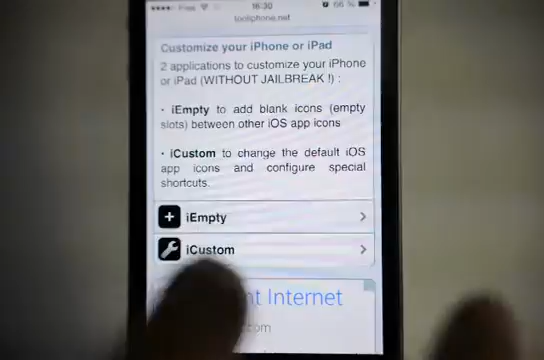 Free 16:30 66 %
tooliphone.net
Customize your iPhone or iPad
2 applications to customize your iPhone
or iPad (WITHOUT JAILBREAK !) :
• iEmpty to add blank icons (empty
slots) between other iOS app icons
• iCustom to change the default iOS
app icons and configure special
shortcuts.
iEmpty
iCustom
nt Internet
.com